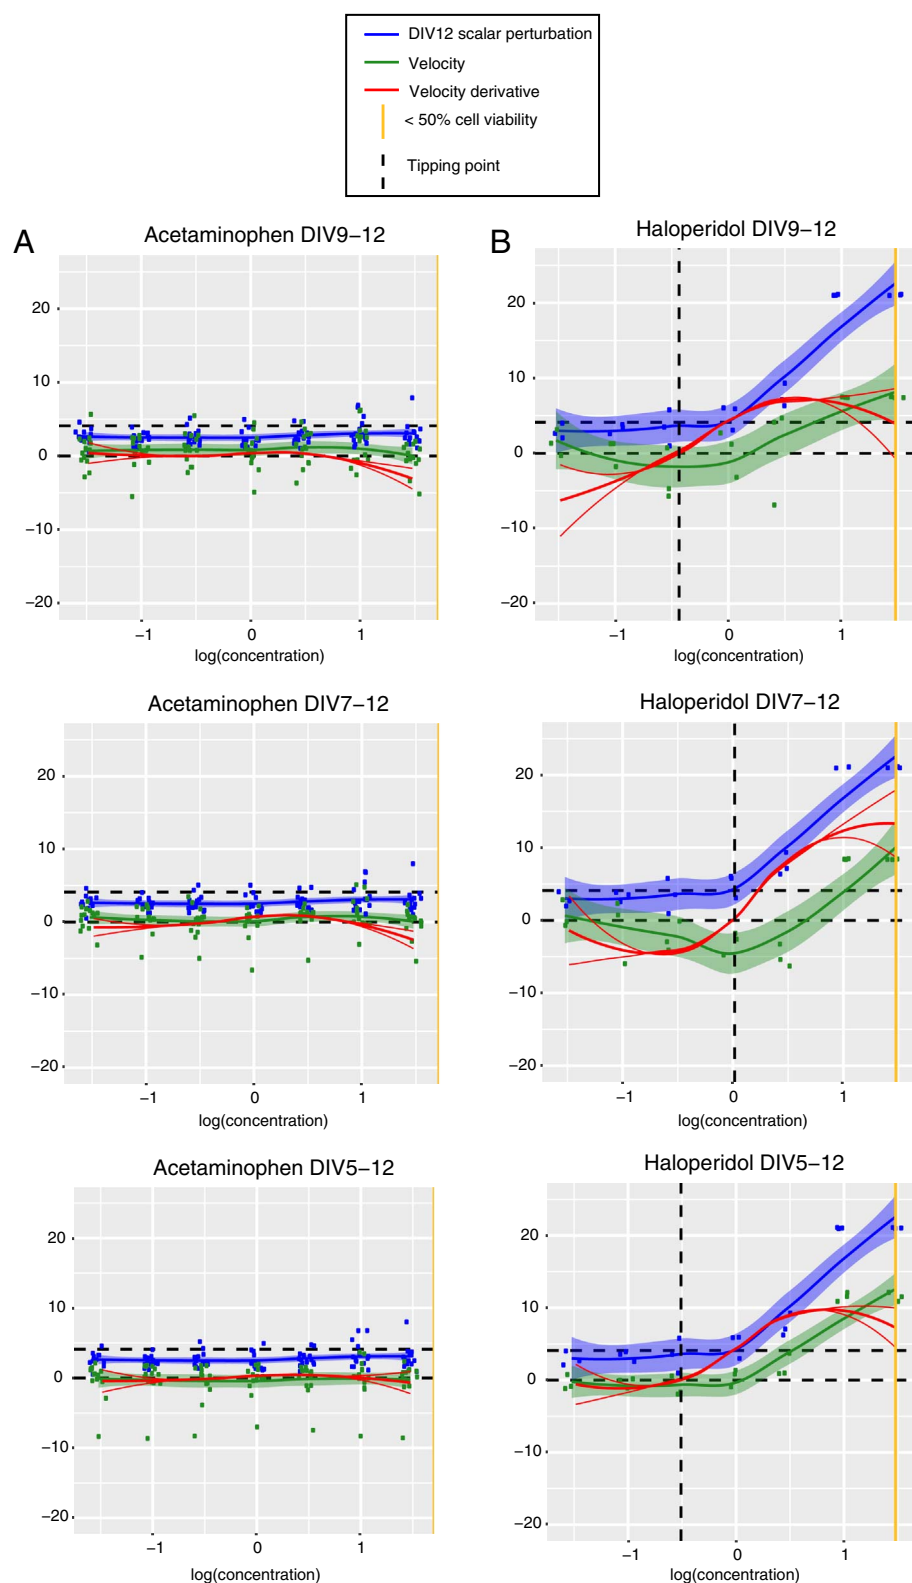 DIV12 scalar perturbation
Velocity
Velocity derivative
< 50% cell viability
Tipping point
A
Acetaminophen DIV9−12
20
10
0
−10
−20
−1
0
1
log(concentration)
B
Haloperidol DIV9−12
20
10
0
−10
−20
−1
0
1
log(concentration)
Acetaminophen DIV7−12
20
10
0
−10
−20
−1
0
1
log(concentration)
Haloperidol DIV7−12
20
10
0
−10
−20
−1
0
1
log(concentration)
Acetaminophen DIV5−12
20
10
0
−10
−20
−1
0
1
log(concentration)
Haloperidol DIV5−12
20
10
0
−10
−20
−1
0
1
log(concentration)